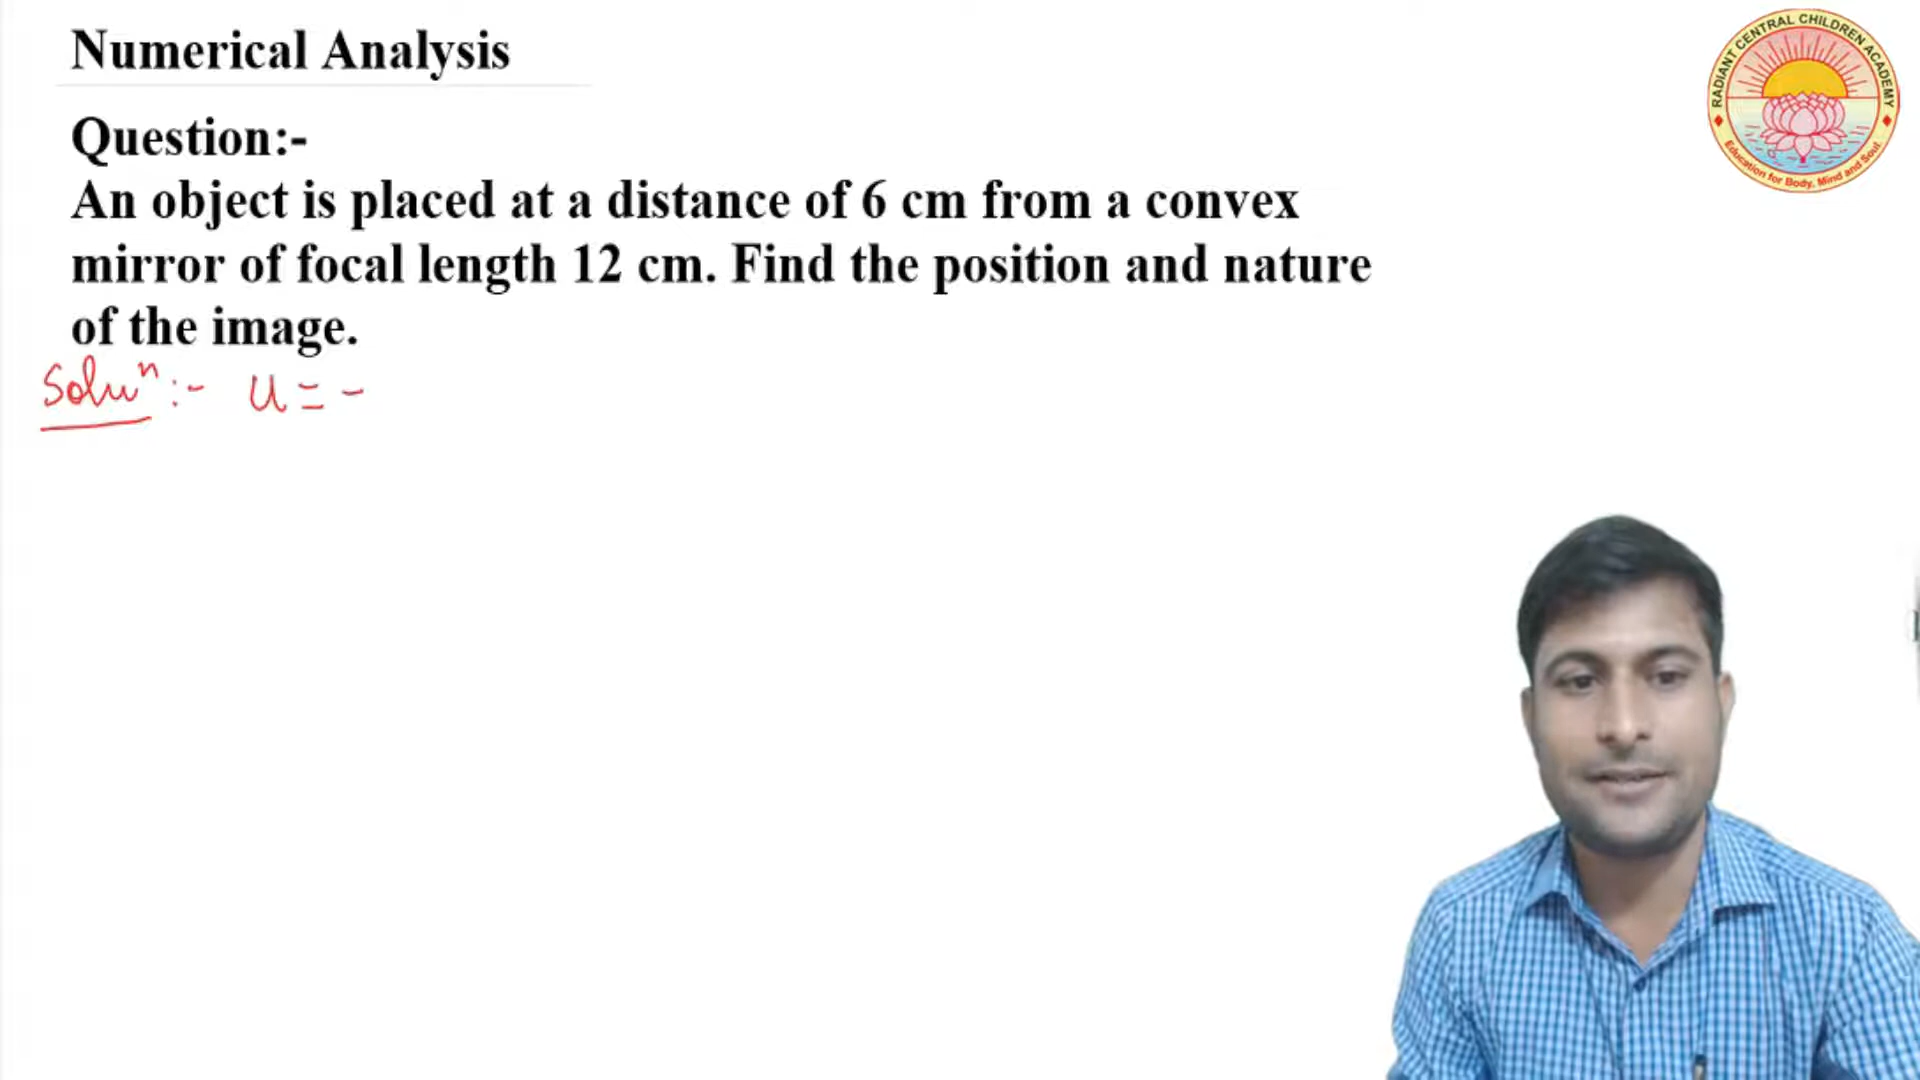 Numerical Analysis
RADIANT CENTRAL CHILDREN ACADEMY
Education for Body, Mind and Soul.
Question:-
An object is placed at a distance of 6 cm from a convex
mirror of focal length 12 cm. Find the position and nature
of the image.
Soluⁿ :- u = -